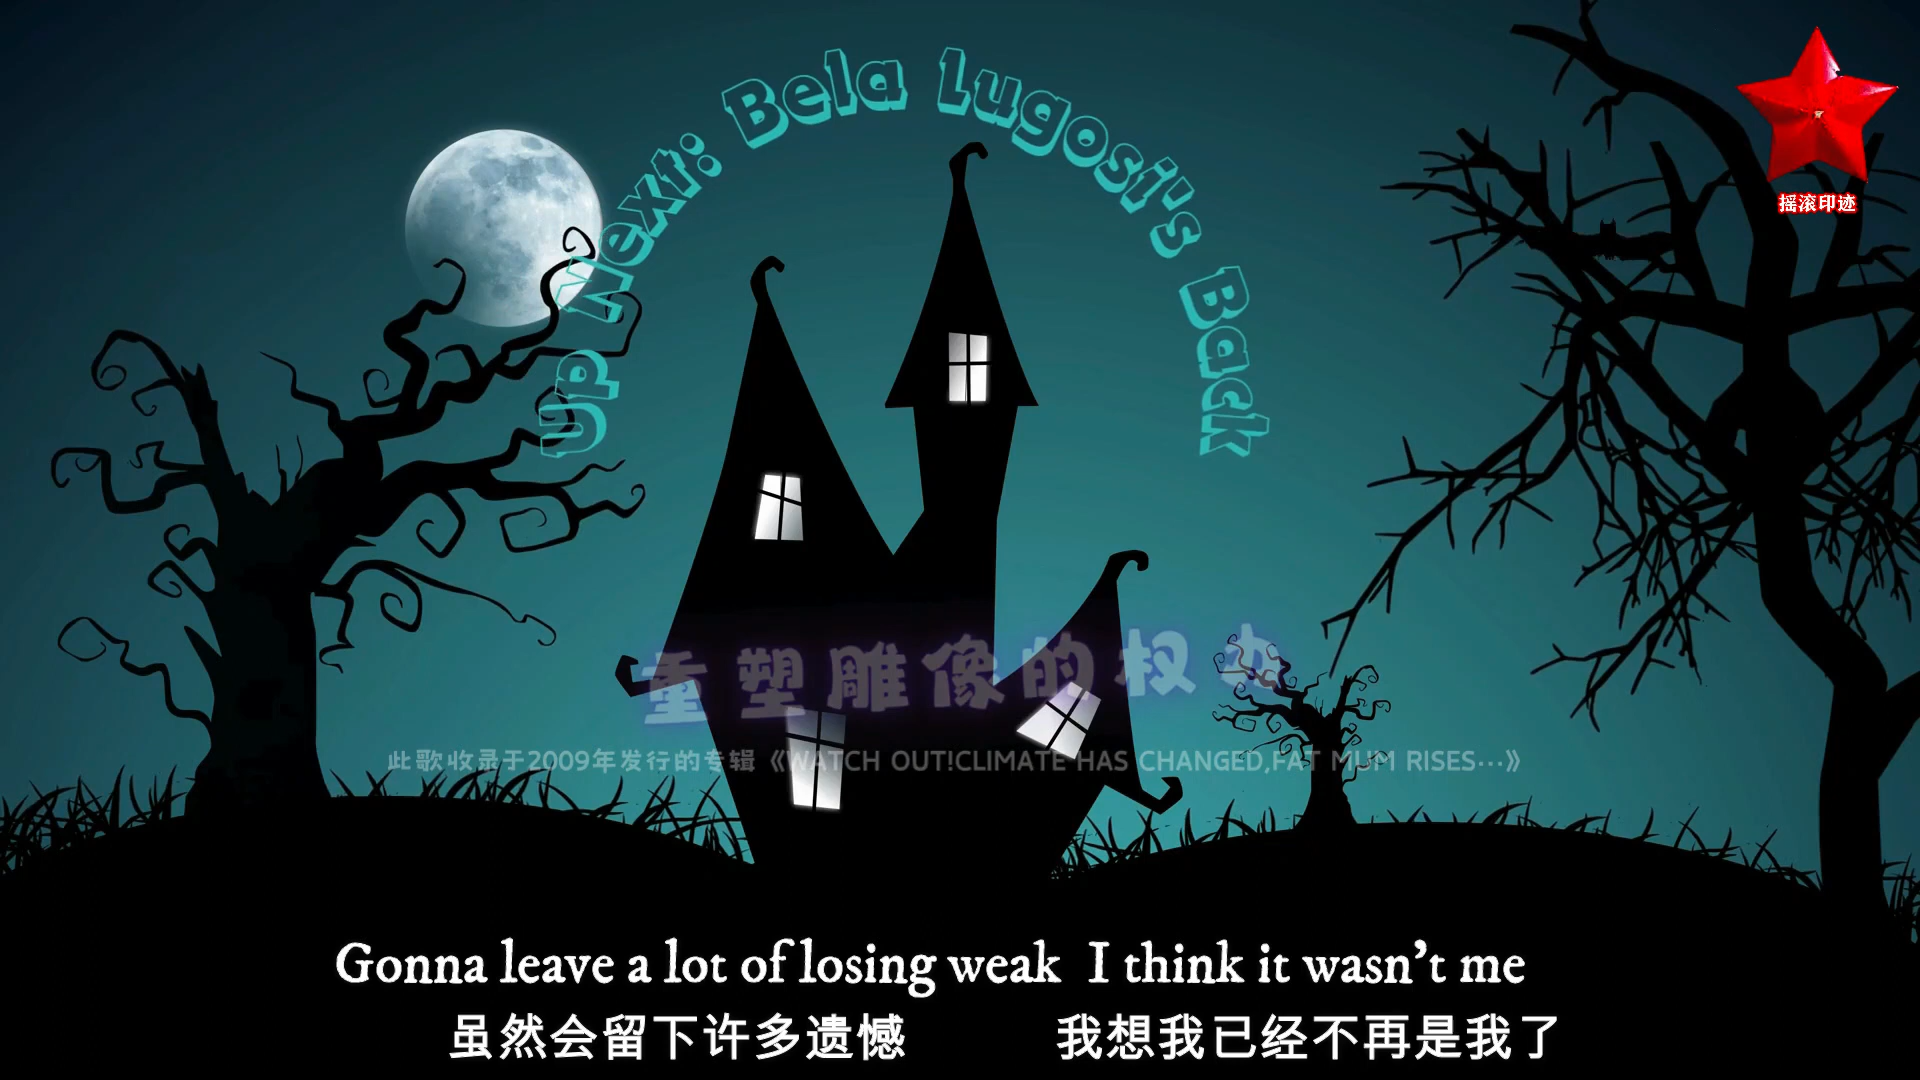 Up Next: Bela Lugosi's Back
摇滚印迹
重塑雕像的权力
此歌收录于2009年发行的专辑《WATCH OUT!CLIMATE HAS CHANGED,FAT MUM RISES···》
Gonna leave a lot of losing weak I think it wasn't me
虽然会留下许多遗憾 我想我已经不再是我了